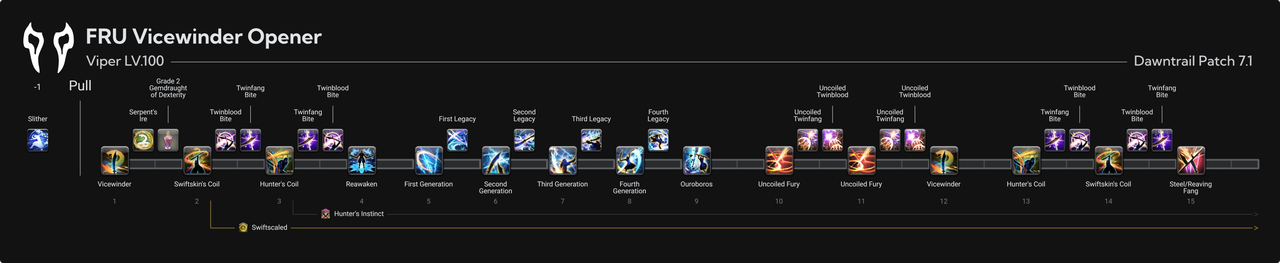 FRU Vicewinder Opener
Viper LV.100
Dawntrail Patch 7.1
-1
Pull
Slither
Serpent's
Ire
Grade 2
Gemdraught
of Dexterity
Twinblood
Bite
Twinfang
Bite
Twinfang
Bite
Twinblood
Bite
First Legacy
Second
Legacy
Third Legacy
Fourth
Legacy
Uncoiled
Twinfang
Uncoiled
Twinblood
Uncoiled
Twinfang
Uncoiled
Twinblood
Twinfang
Bite
Twinblood
Bite
Twinblood
Bite
Twinfang
Bite
Vicewinder
Swiftskin's Coil
Hunter's Coil
Reawaken
First Generation
Second
Generation
Third Generation
Fourth
Generation
Ouroboros
Uncoiled Fury
Uncoiled Fury
Vicewinder
Hunter's Coil
Swiftskin's Coil
Steel/Reaving
Fang
1
2
3
4
5
6
7
8
9
10
11
12
13
14
15
Hunter's Instinct
Swiftscaled